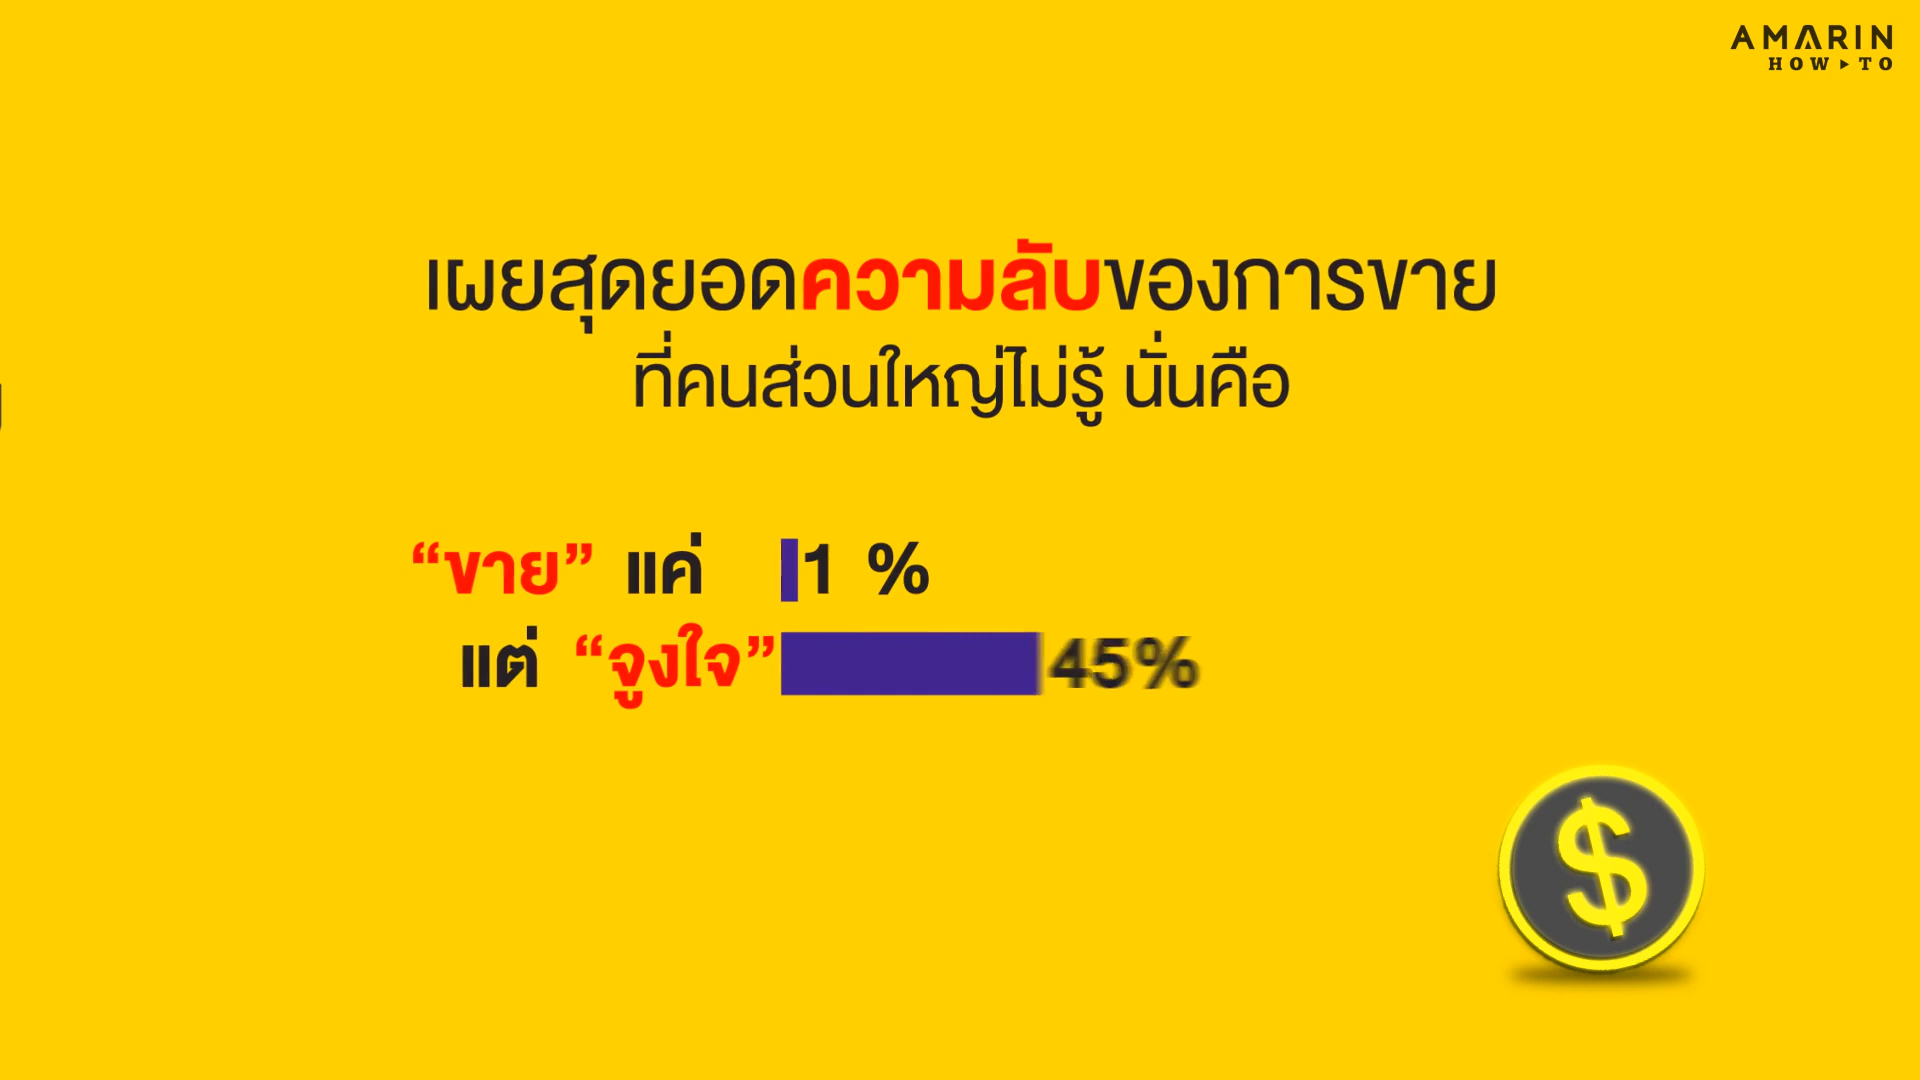 AMARIN
HOW TO
เผยสุดยอดความลับของการขาย
ที่คนส่วนใหญ่ไม่รู้ นั่นคือ
“ขาย” แค่ 1 %
แต่ “จูงใจ” 45%
$